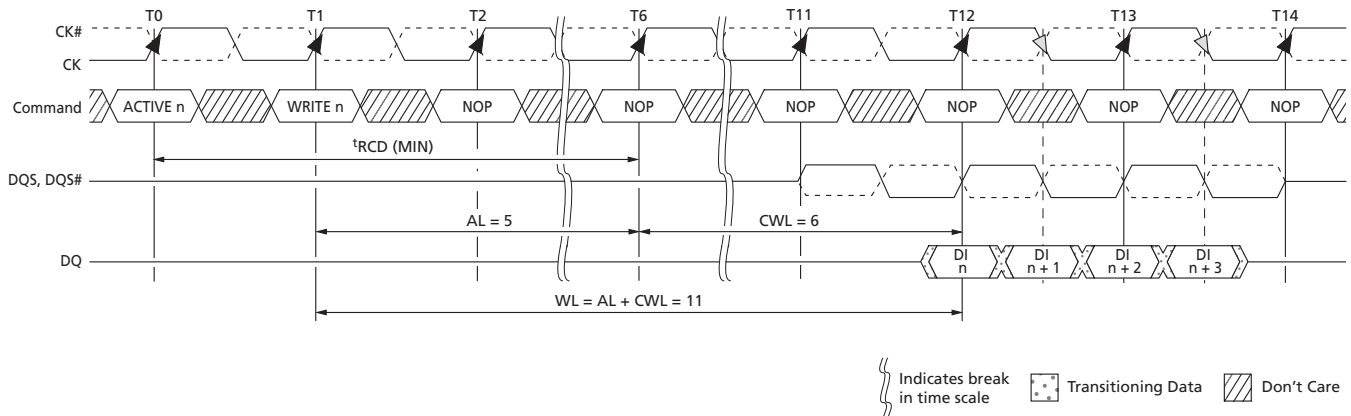 T0 T1 T2 T6 T11 T12 T13 T14
CK#
CK
Command ACTIVE n WRITE n NOP NOP NOP NOP NOP NOP
tRCD (MIN)
DQS, DQS#
AL = 5 CWL = 6
DQ DI n DI n + 1 DI n + 2 DI n + 3
WL = AL + CWL = 11
Indicates break in time scale
Transitioning Data
Don't Care